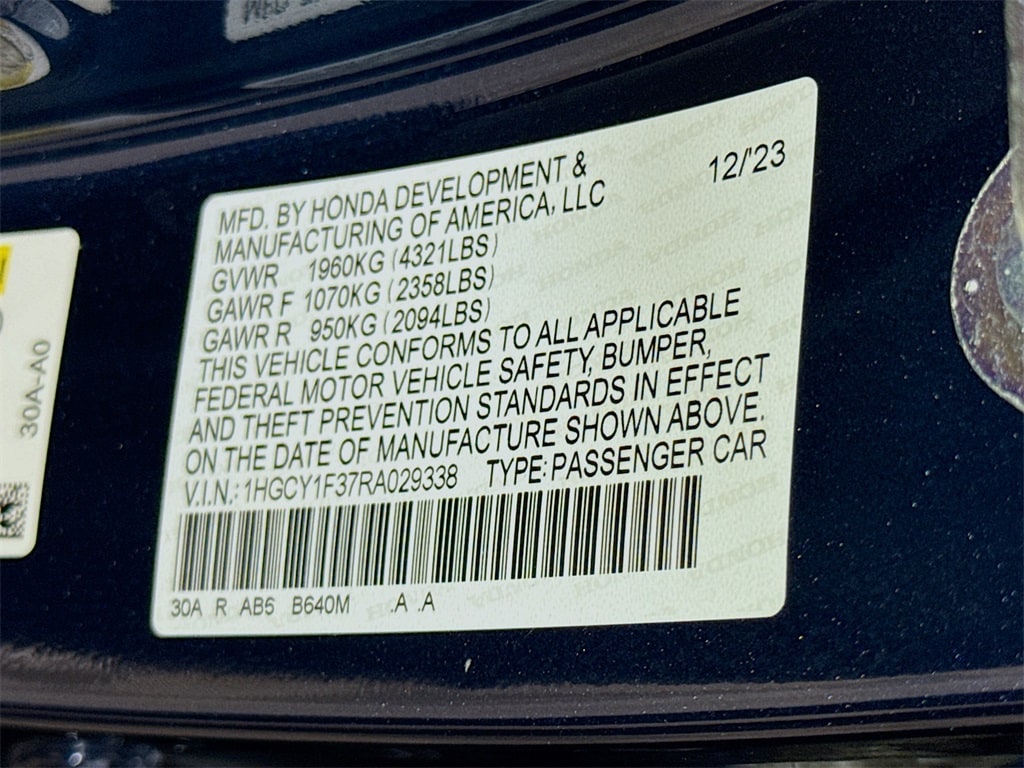 12/'23
MFD. BY HONDA DEVELOPMENT &
MANUFACTURING OF AMERICA, LLC
GVWR 1960KG (4321LBS)
GAWR F 1070KG (2358LBS)
GAWR R 950KG (2094LBS)
THIS VEHICLE CONFORMS TO ALL APPLICABLE
FEDERAL MOTOR VEHICLE SAFETY, BUMPER,
AND THEFT PREVENTION STANDARDS IN EFFECT
ON THE DATE OF MANUFACTURE SHOWN ABOVE.
V.I.N.: 1HGCY1F37RA029338 TYPE: PASSENGER CAR
30A R AB6 B640M .A .A
30A-A0